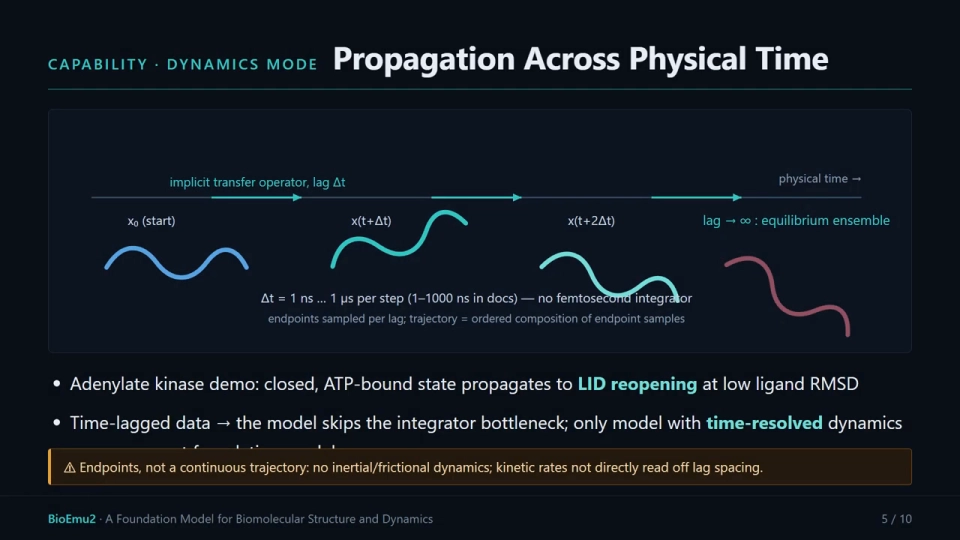 CAPABILITY · DYNAMICS MODE Propagation Across Physical Time
implicit transfer operator, lag Δt
physical time →
x₀ (start)
x(t+Δt)
x(t+2Δt)
lag → ∞ : equilibrium ensemble
Δt = 1 ns ... 1 μs per step (1–1000 ns in docs) — no femtosecond integrator
endpoints sampled per lag; trajectory = ordered composition of endpoint samples
• Adenylate kinase demo: closed, ATP-bound state propagates to LID reopening at low ligand RMSD
• Time-lagged data → the model skips the integrator bottleneck; only model with time-resolved dynamics
⚠ Endpoints, not a continuous trajectory: no inertial/frictional dynamics; kinetic rates not directly read off lag spacing.
BioEmu2 · A Foundation Model for Biomolecular Structure and Dynamics
5 / 10